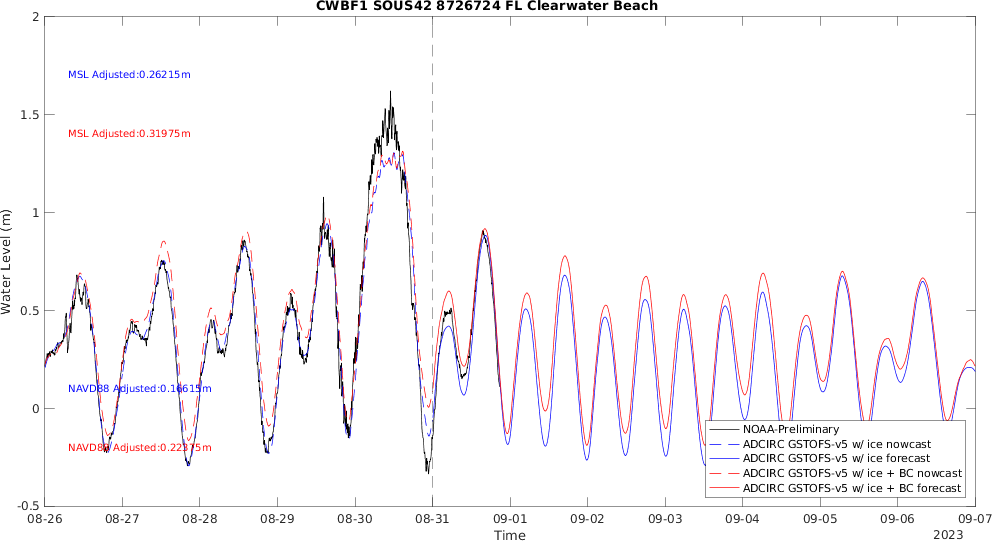 CWBF1 SOUS42 8726724 FL Clearwater Beach
2
1.5
1
0.5
0
-0.5
Water Level (m)
MSL Adjusted:0.26215m
MSL Adjusted:0.31975m
NAVD88 Adjusted:0.16615m
NAVD88 Adjusted:0.22375m
NOAA-Preliminary
ADCIRC GSTOFS-v5 w/ ice nowcast
ADCIRC GSTOFS-v5 w/ ice forecast
ADCIRC GSTOFS-v5 w/ ice + BC nowcast
ADCIRC GSTOFS-v5 w/ ice + BC forecast
08-26 08-27 08-28 08-29 08-30 08-31 09-01 09-02 09-03 09-04 09-05 09-06 09-07
Time
2023